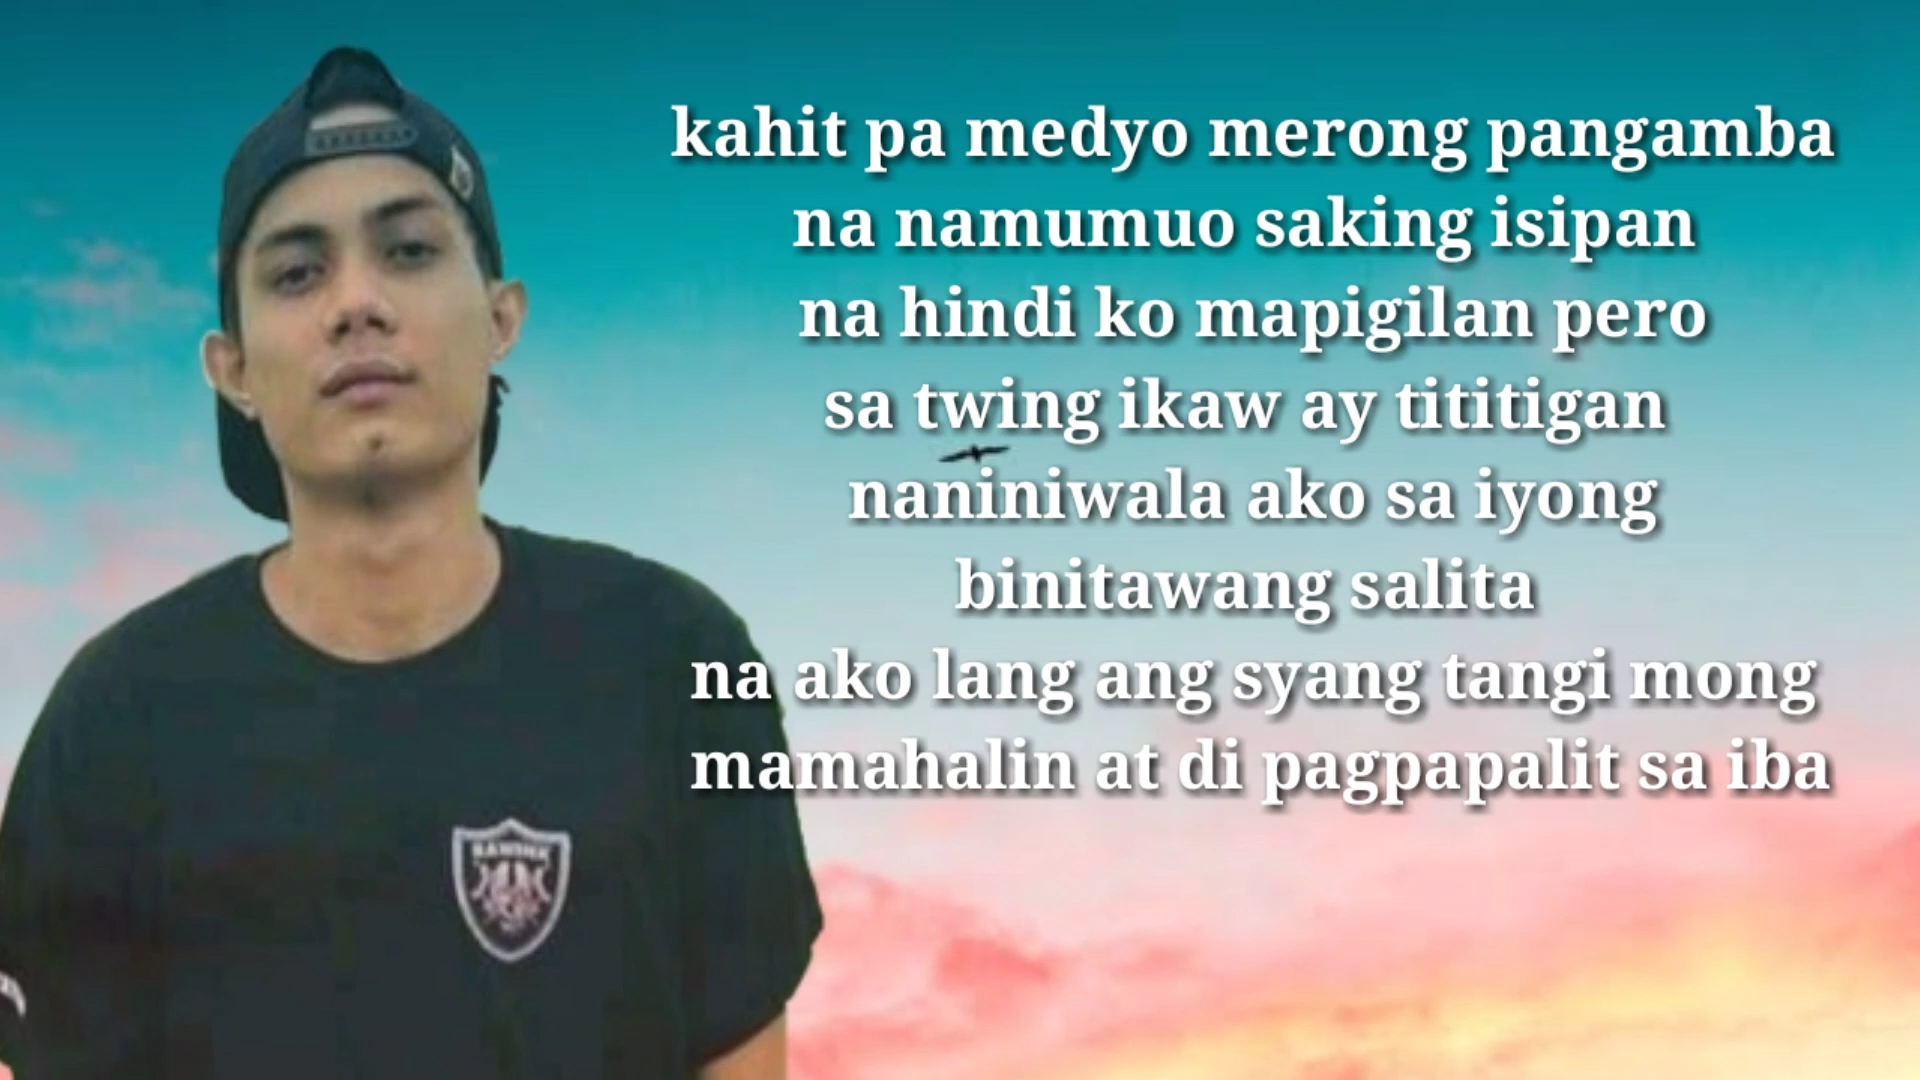 kahit pa medyo merong pangamba
na namumuo saking isipan
na hindi ko mapigilan pero
sa twing ikaw ay tititigan
naniniwala ako sa iyong
binitawang salita
na ako lang ang syang tangi mong
mamahalin at di pagpapalit sa iba